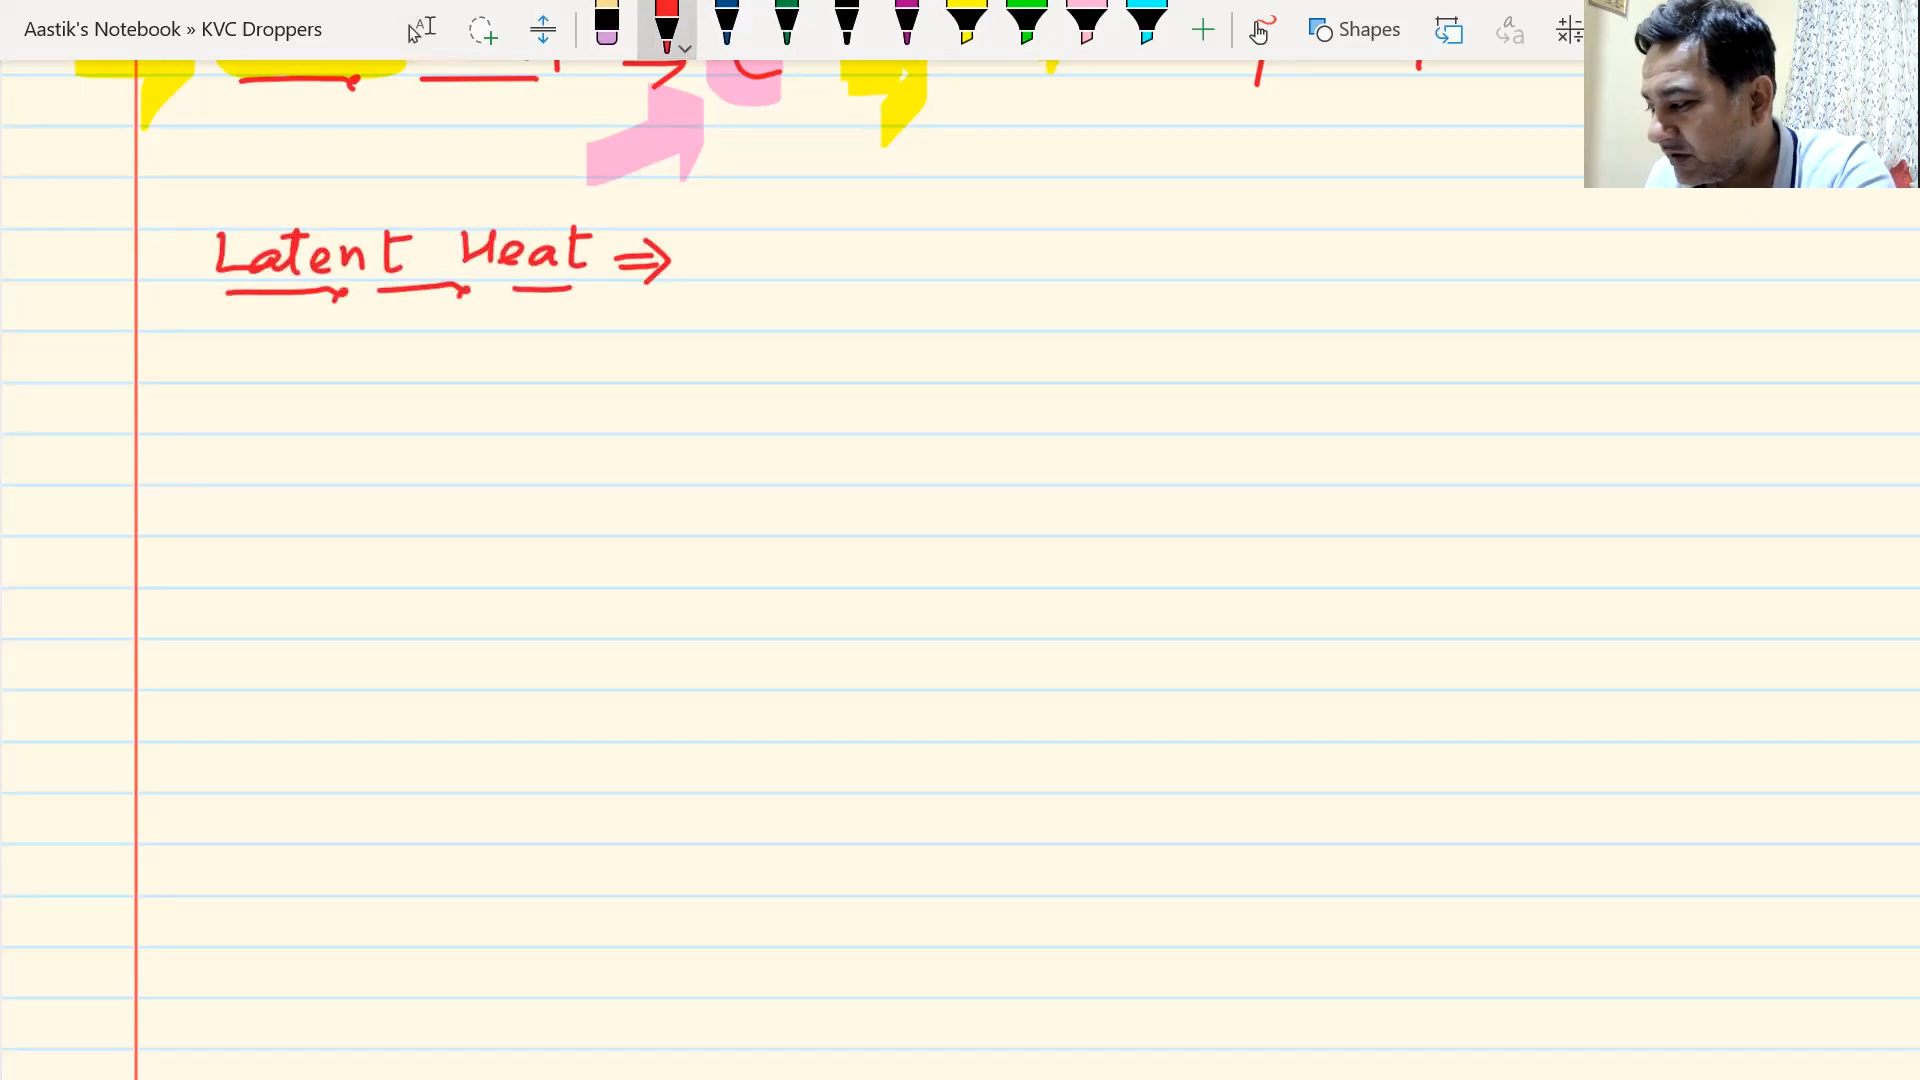 Aastik's Notebook » KVC Droppers
Shapes
Latent Heat ⇒